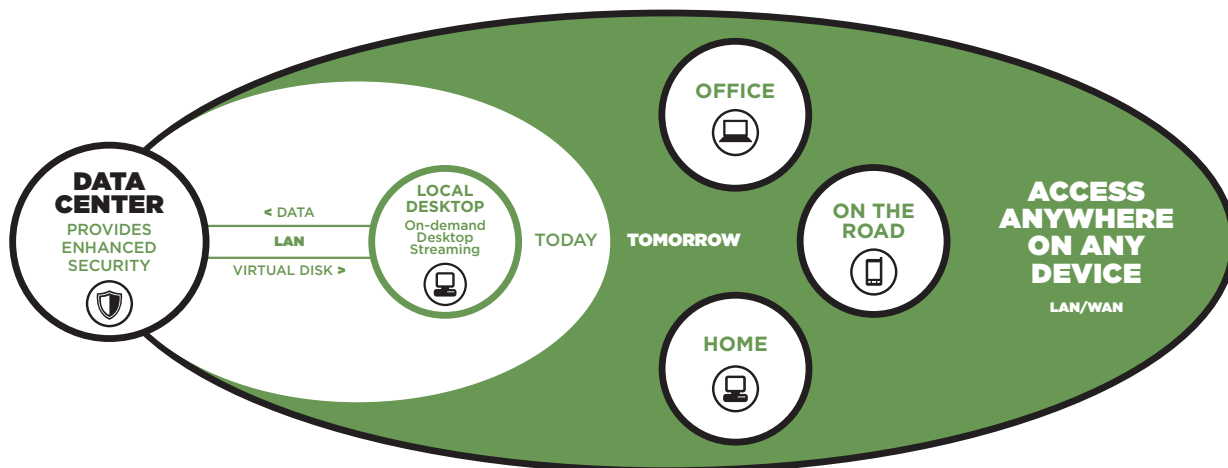 DATA
CENTER
PROVIDES
ENHANCED
SECURITY
< DATA
LAN
VIRTUAL DISK >
LOCAL
DESKTOP
On-demand
Desktop
Streaming
TODAY
TOMORROW
OFFICE
ON THE
ROAD
HOME
ACCESS
ANYWHERE
ON ANY
DEVICE
LAN/WAN